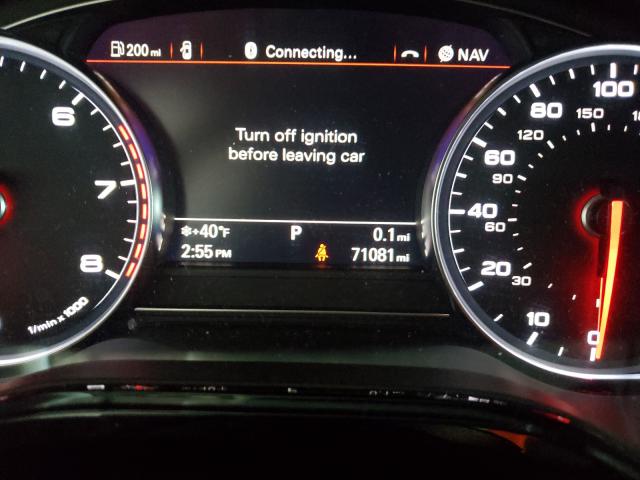 200 mi Connecting... NAV
Turn off ignition
before leaving car
+40°F P 0.1 mi
2:55 PM 71081 mi
6
7
8
1/min x 1000
100
80
150
120
60
90
40
60
20
30
10
0